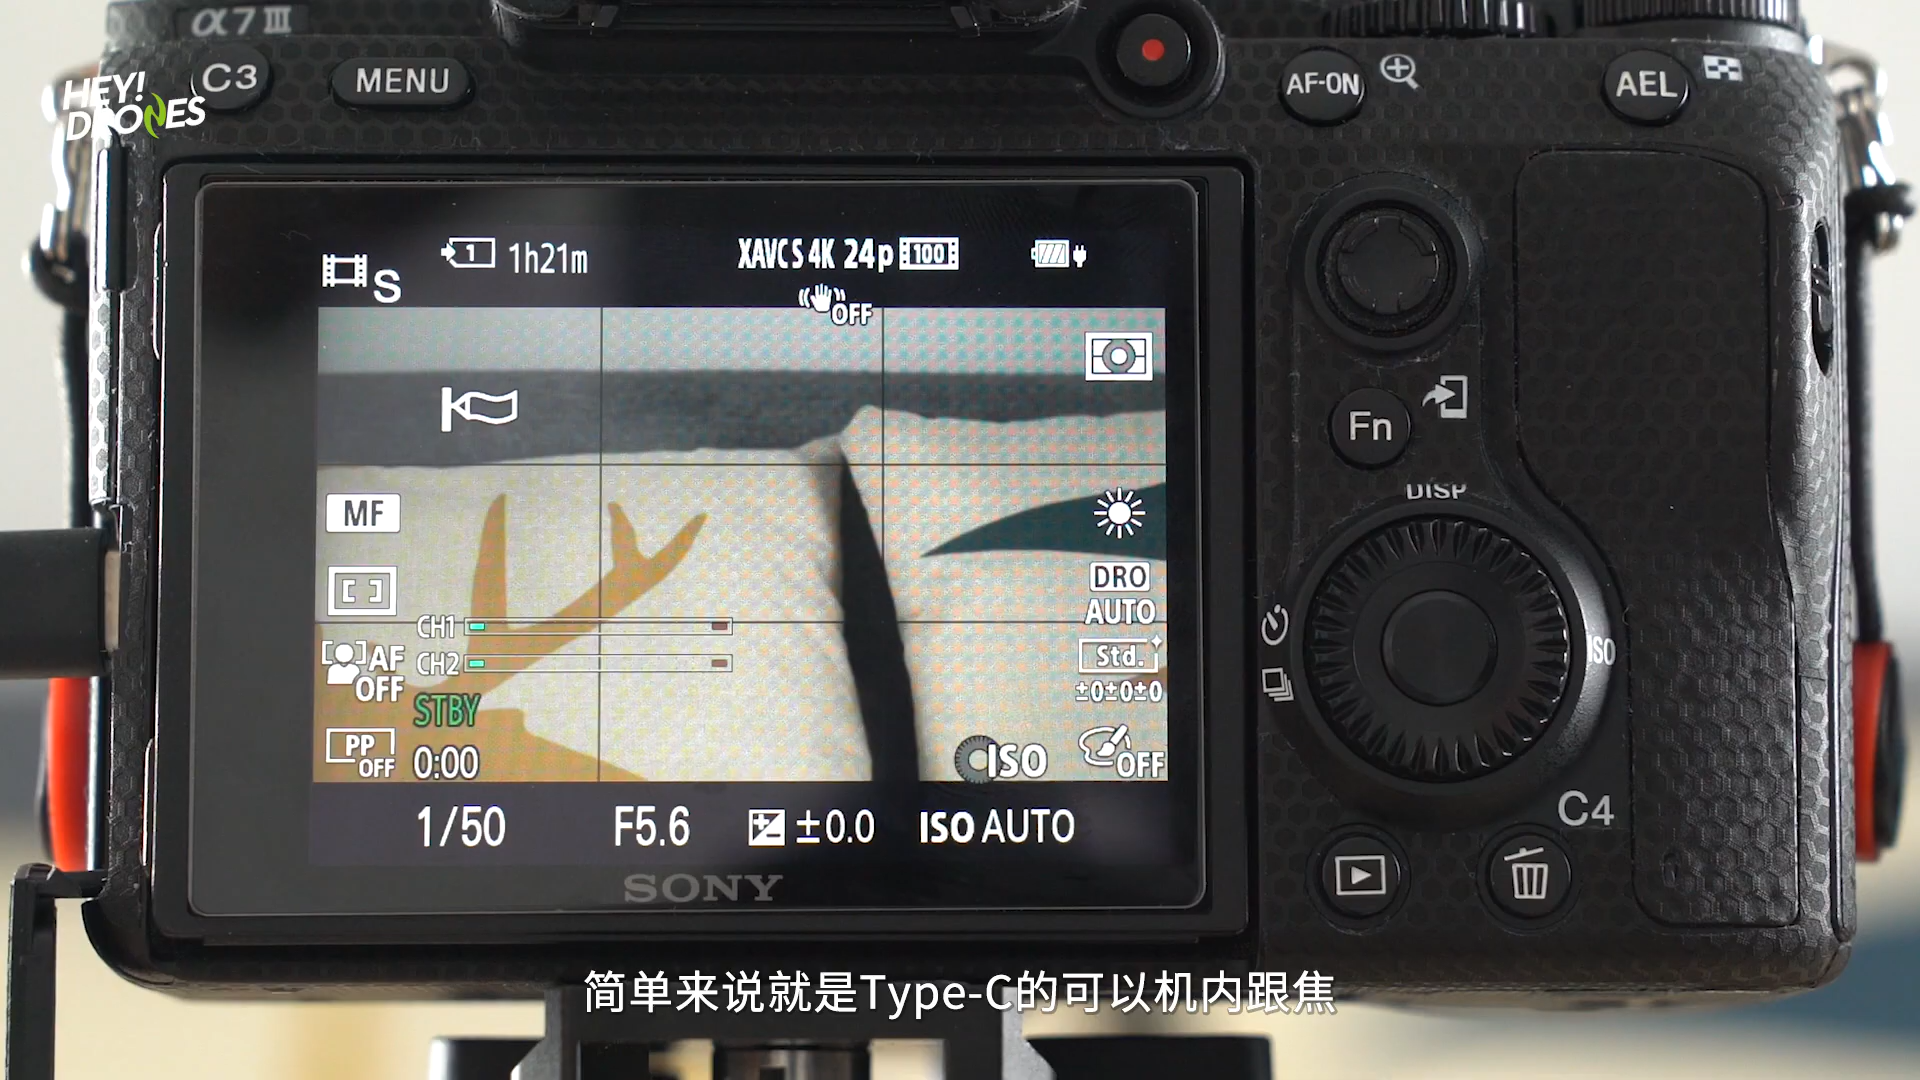 α7III
C3
MENU
AF-ON
AEL
HEY!
DRONES
S
1
1h21m
XAVC S 4K 24p 100
OFF
MF
DISP
Fn
DRO
AUTO
CH1
CH2
AF
OFF
Std.
±0±0±0
STBY
PP
OFF
0:00
ISO
OFF
ISO
C4
1/50 F5.6 ±0.0 ISO AUTO
SONY
简单来说就是Type-C的可以机内跟焦